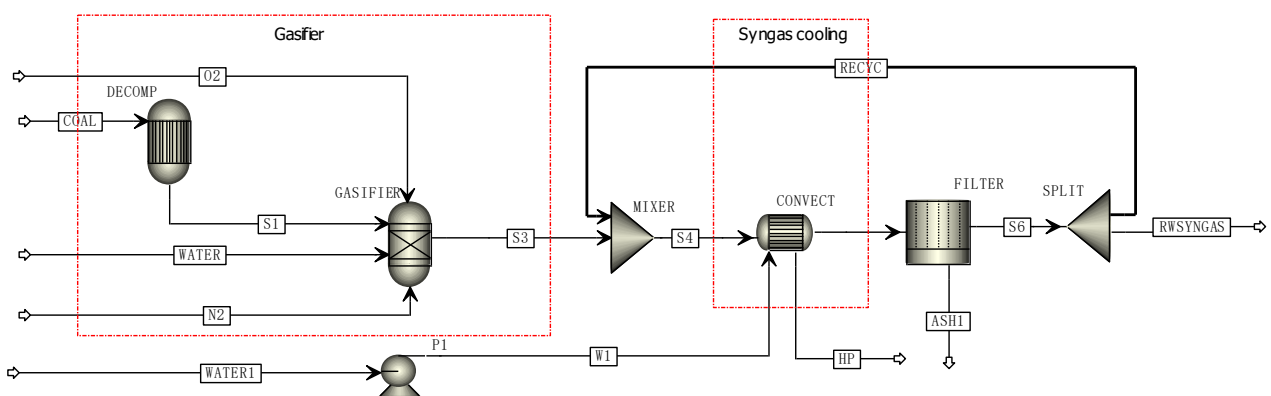 Gasifier
Syngas cooling
O2
RECYC
DECOMP
COAL
FILTER
SPLIT
GASIFIER
CONVECT
MIXER
S1
S3
S4
S6
RWSYNGAS
WATER
N2
ASH1
P1
W1
HP
WATER1